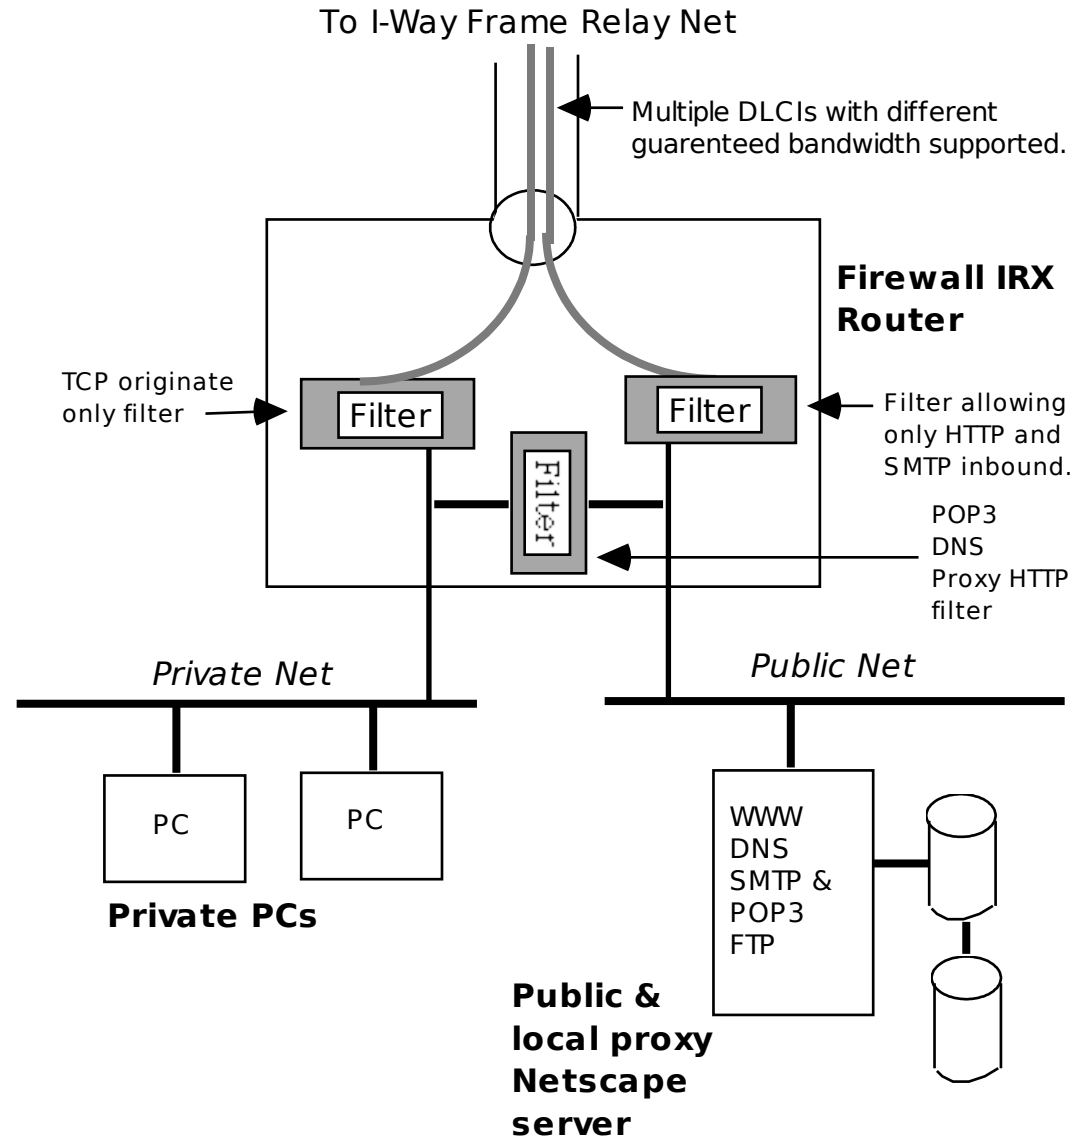 To I-Way Frame Relay Net
Multiple DLCIs with different
guarenteed bandwidth supported.
Firewall IRX
Router
TCP originate
only filter
Filter
Filter
Filter allowing
only HTTP and
SMTP inbound.
Filter
POP3
DNS
Proxy HTTP
filter
Private Net
Public Net
PC
PC
Private PCs
WWW
DNS
SMTP &
POP3
FTP
Public &
local proxy
Netscape
server